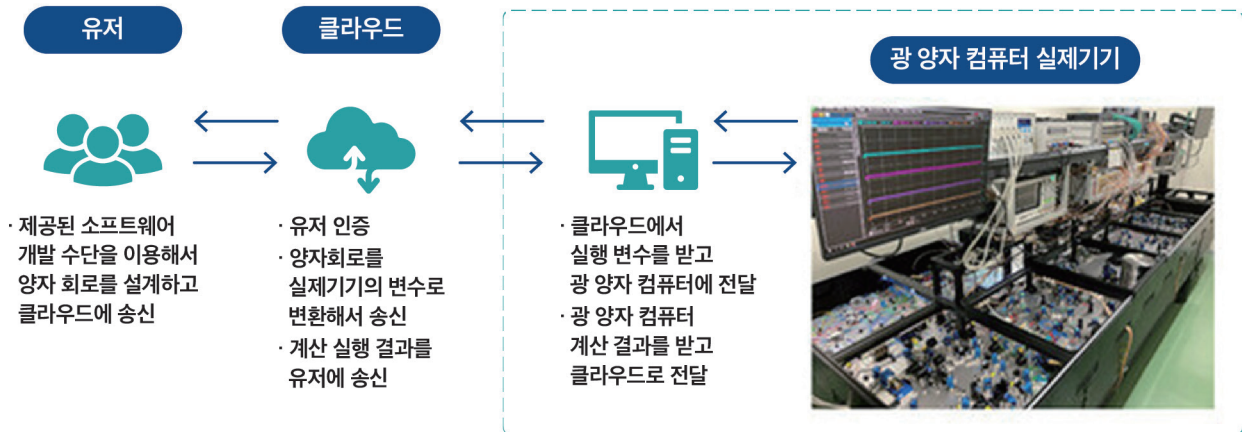 유저
클라우드
광 양자 컴퓨터 실제기기
· 제공된 소프트웨어
개발 수단을 이용해서
양자 회로를 설계하고
클라우드에 송신
· 유저 인증
· 양자회로를
실제기기의 변수로
변환해서 송신
· 계산 실행 결과를
유저에 송신
· 클라우드에서
실행 변수를 받고
광 양자 컴퓨터에 전달
· 광 양자 컴퓨터
계산 결과를 받고
클라우드로 전달